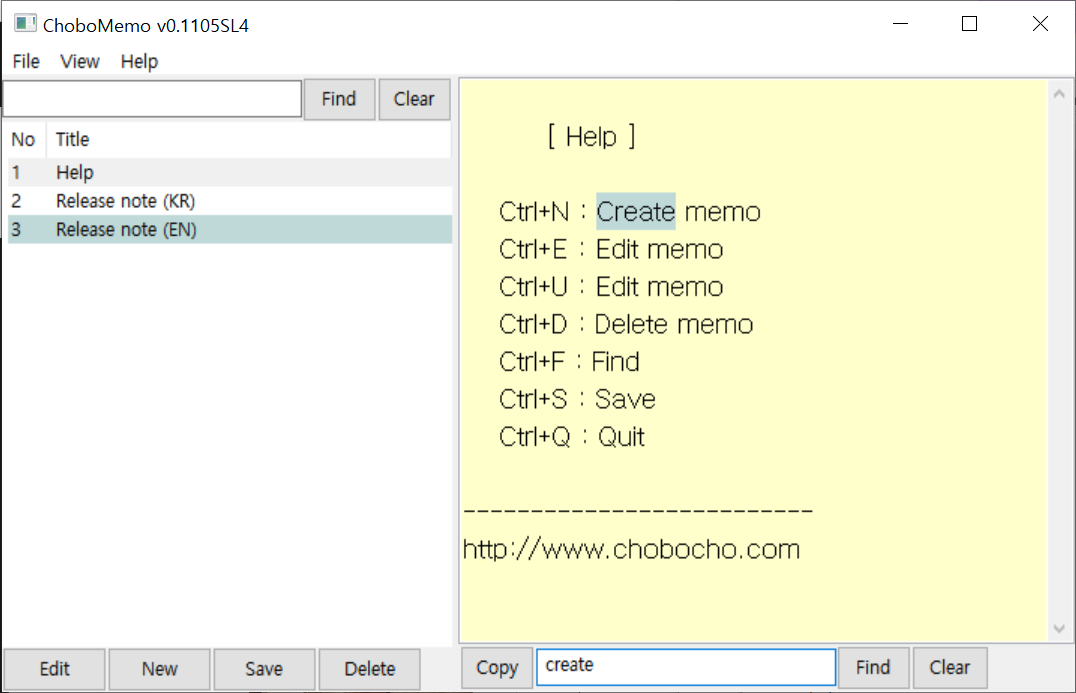 ChoboMemo v0.1105SL4
File View Help
Find Clear
No Title
1 Help
2 Release note (KR)
3 Release note (EN)
Edit New Save Delete
[ Help ]
Ctrl+N : Create memo
Ctrl+E : Edit memo
Ctrl+U : Edit memo
Ctrl+D : Delete memo
Ctrl+F : Find
Ctrl+S : Save
Ctrl+Q : Quit
--------------------------
http://www.chobocho.com
Copy create Find Clear